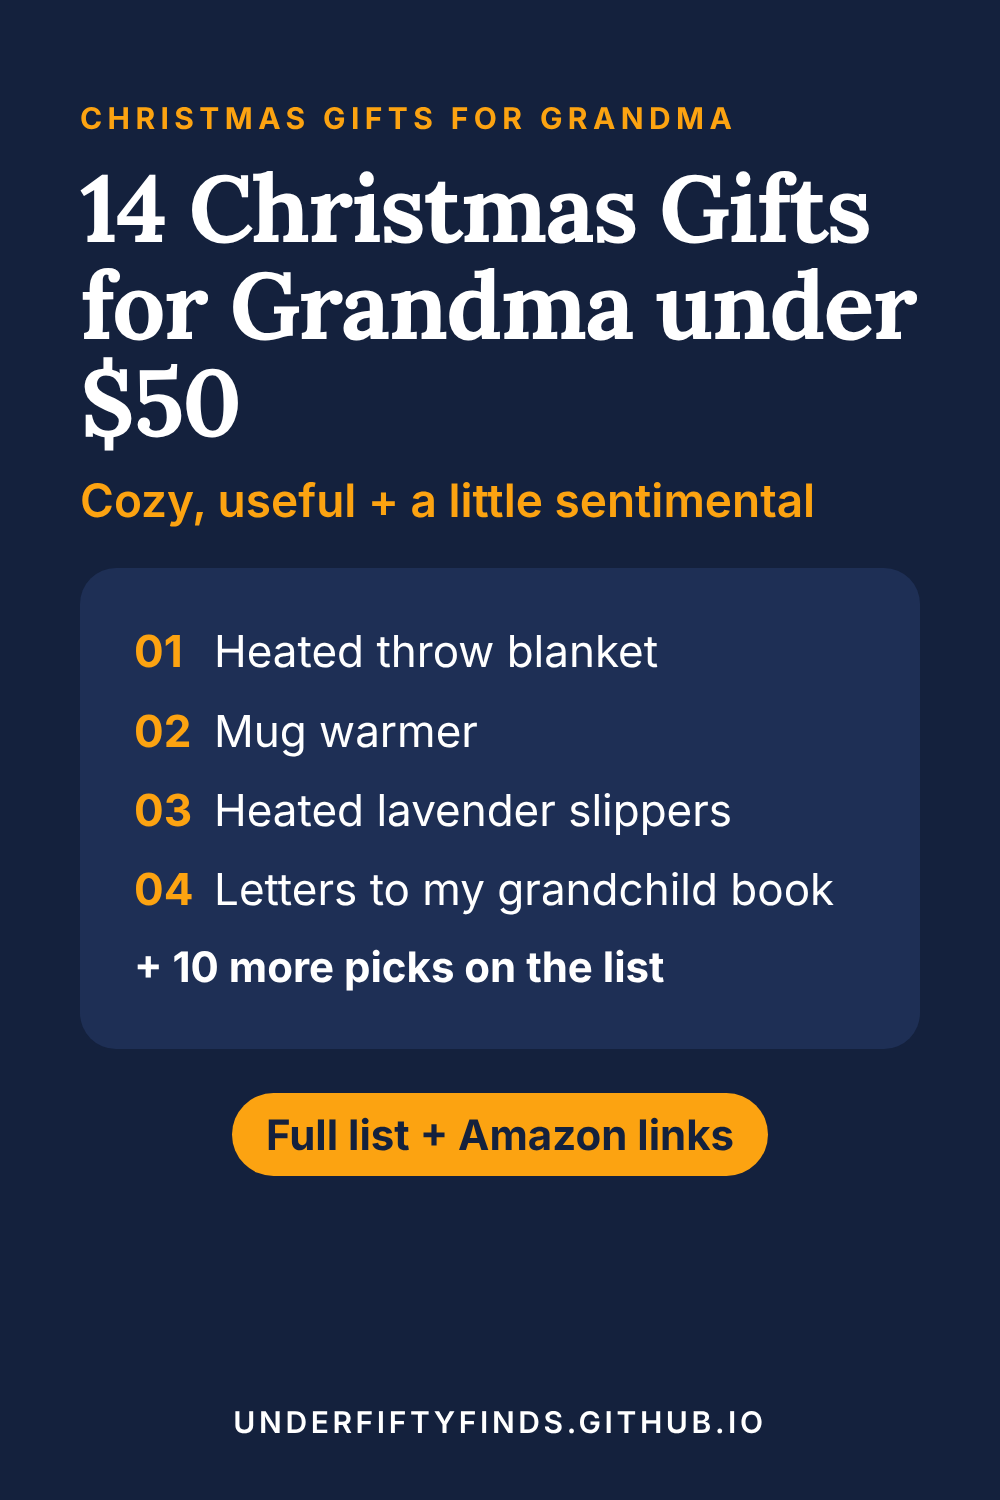 CHRISTMAS GIFTS FOR GRANDMA
14 Christmas Gifts
for Grandma under
$50
Cozy, useful + a little sentimental
01 Heated throw blanket
02 Mug warmer
03 Heated lavender slippers
04 Letters to my grandchild book
+ 10 more picks on the list
Full list + Amazon links
UNDERFIFTYFINDS.GITHUB.IO